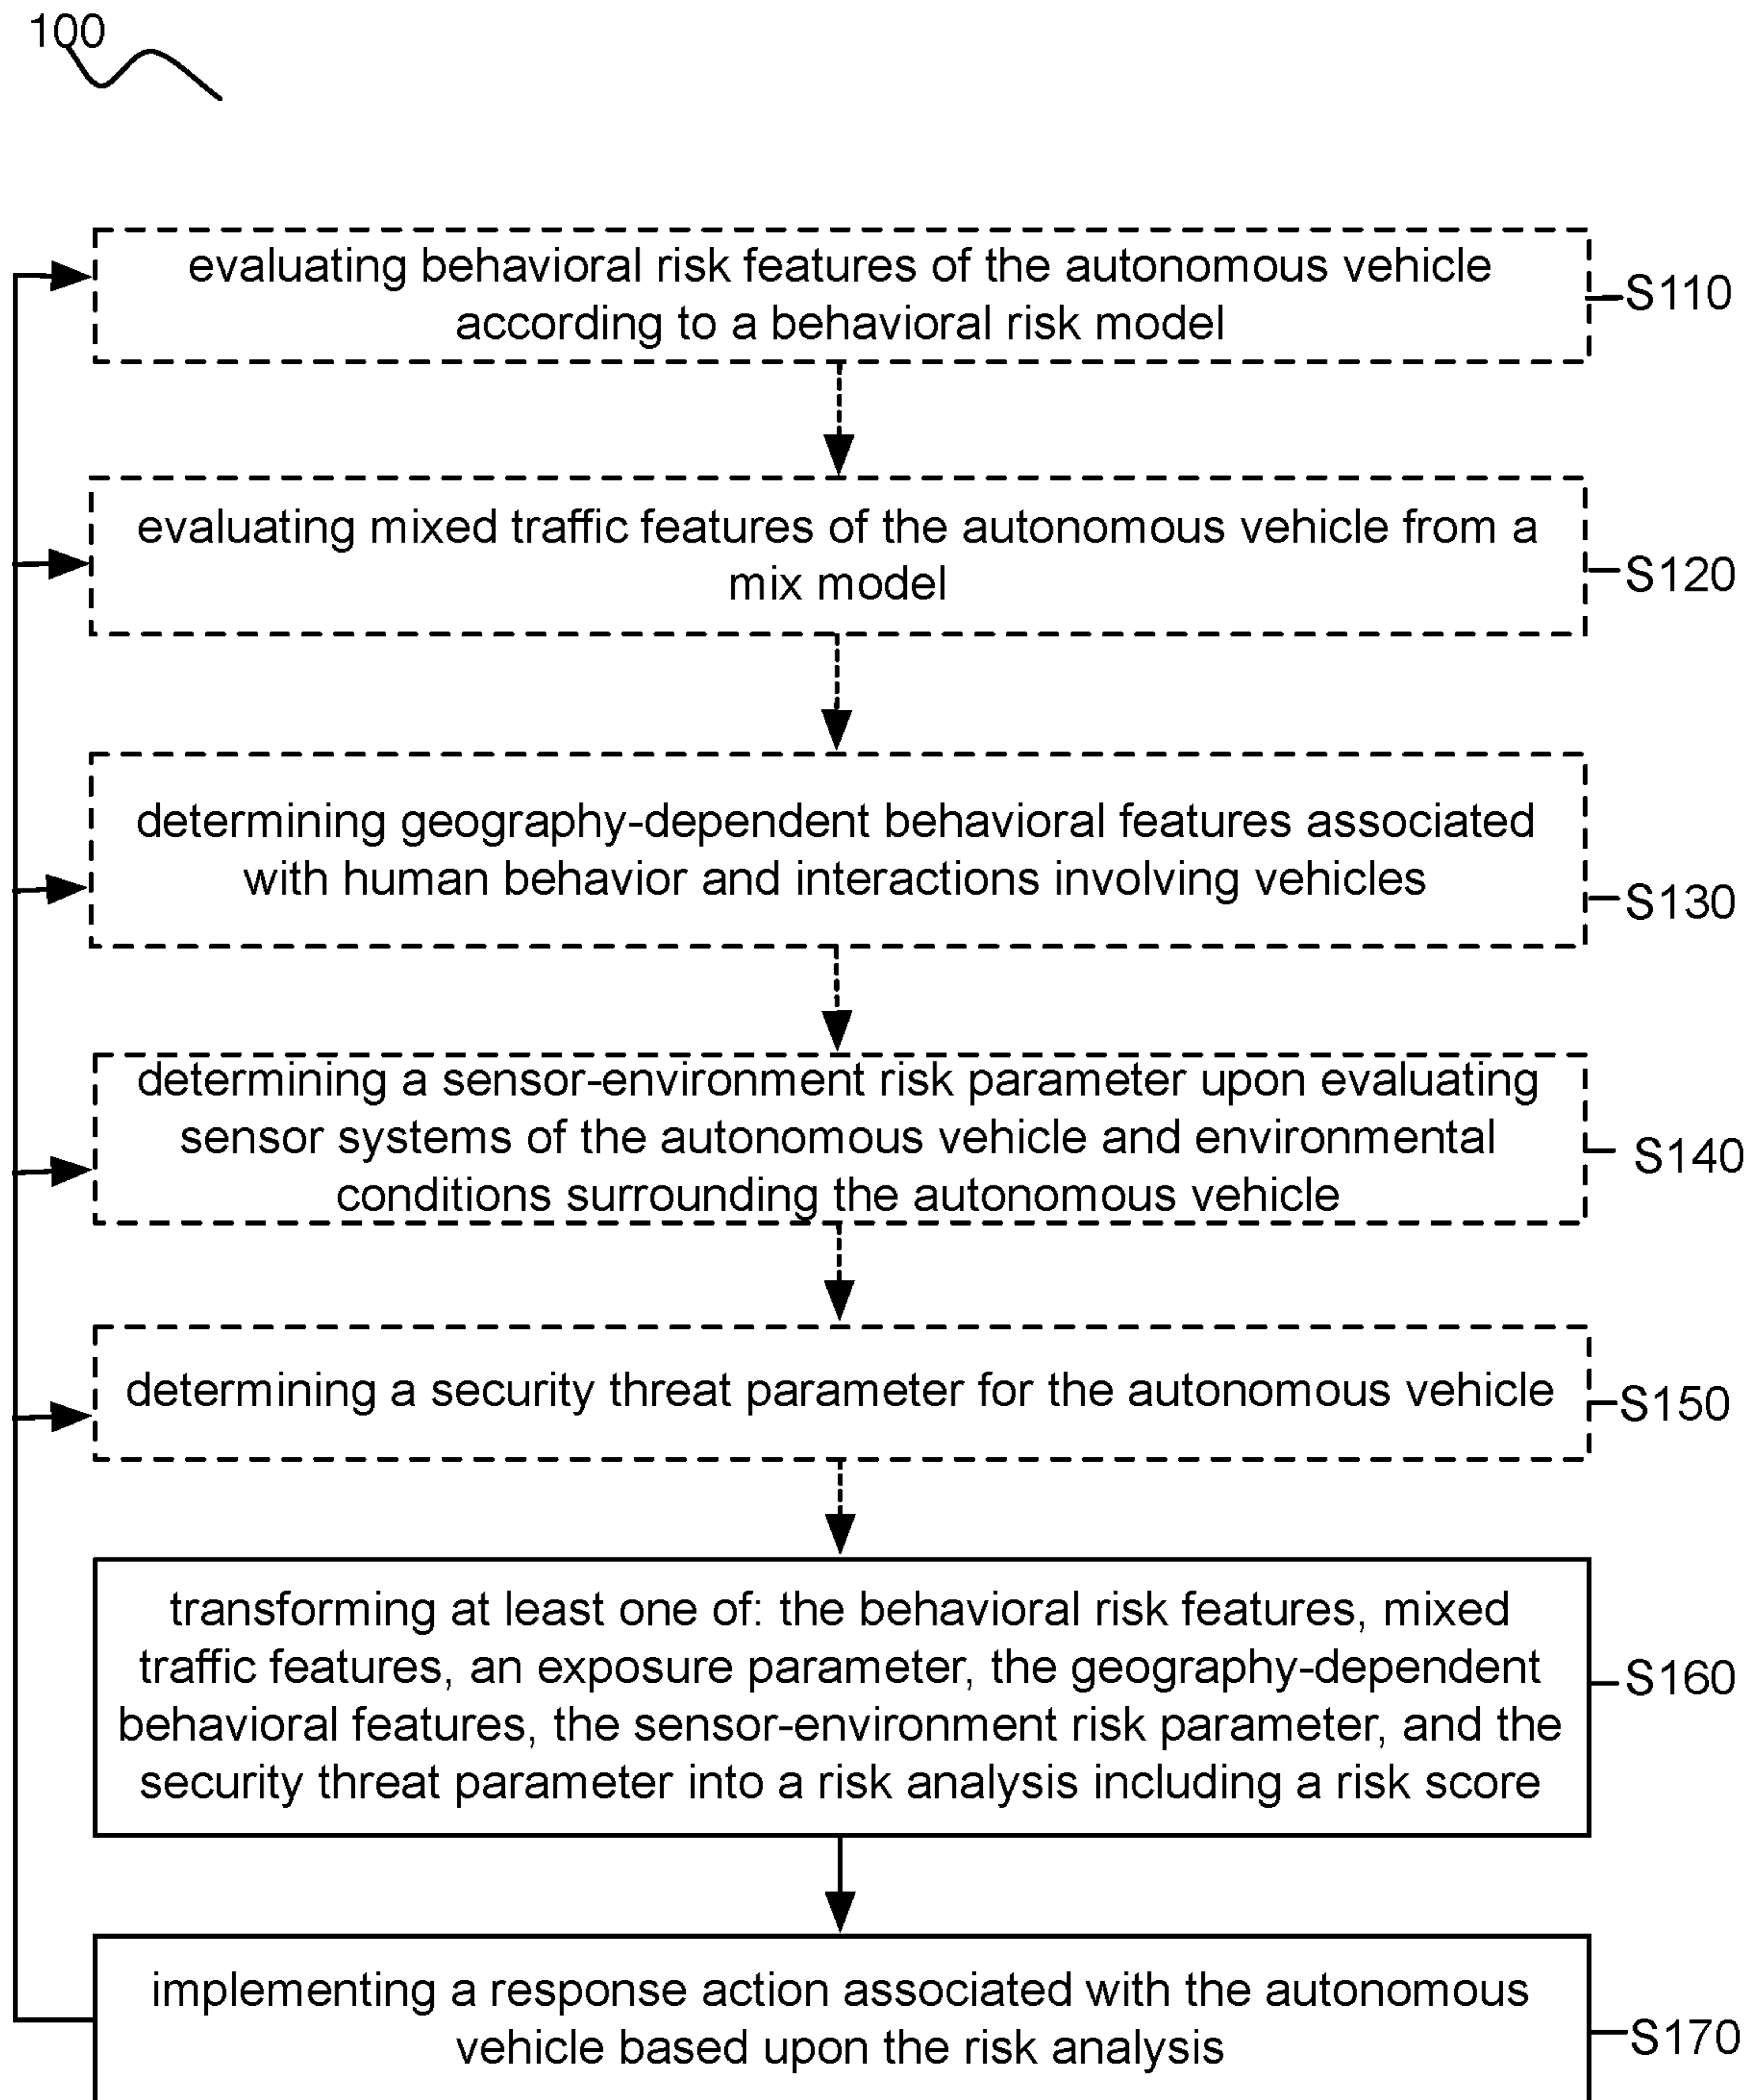 100
evaluating behavioral risk features of the autonomous vehicle
according to a behavioral risk model
S110
evaluating mixed traffic features of the autonomous vehicle from a
mix model
S120
determining geography-dependent behavioral features associated
with human behavior and interactions involving vehicles
S130
determining a sensor-environment risk parameter upon evaluating
sensor systems of the autonomous vehicle and environmental
conditions surrounding the autonomous vehicle
S140
determining a security threat parameter for the autonomous vehicle
S150
transforming at least one of: the behavioral risk features, mixed
traffic features, an exposure parameter, the geography-dependent
behavioral features, the sensor-environment risk parameter, and the
security threat parameter into a risk analysis including a risk score
S160
implementing a response action associated with the autonomous
vehicle based upon the risk analysis
S170